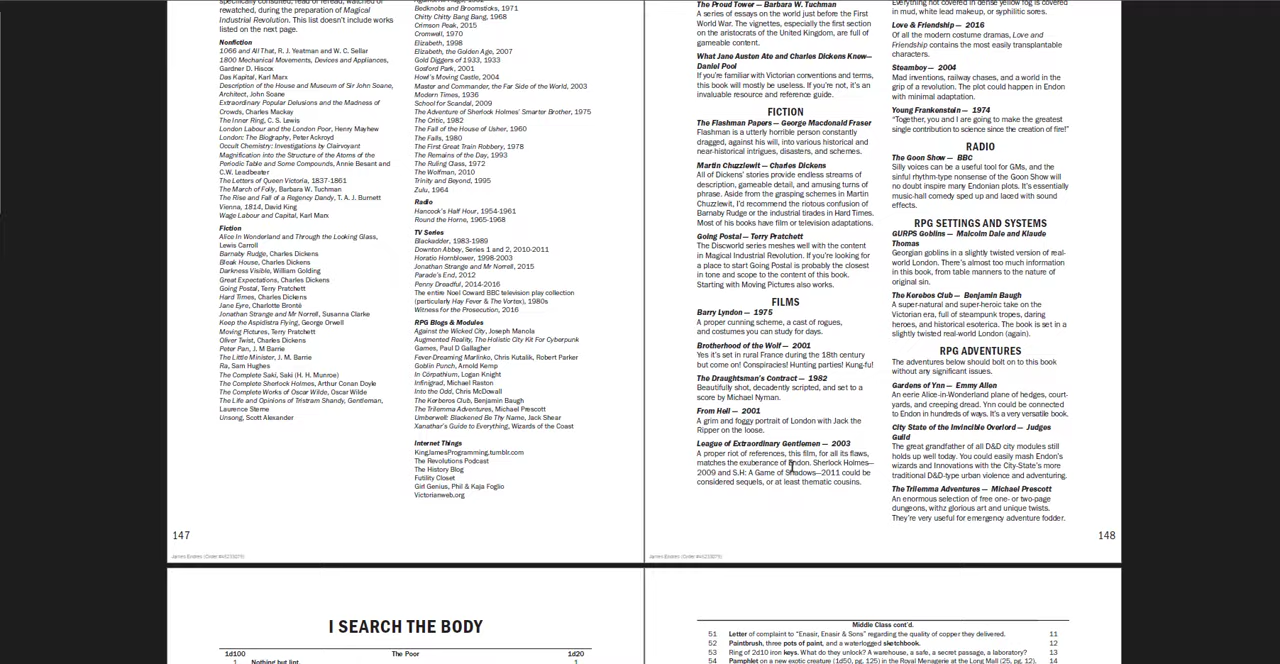 specifically consulted, read or reread, watched or
rewatched, during the preparation of Magical
Industrial Revolution. This list doesn't include works
listed on the next page.
Nonfiction
1066 and All That, R. J. Yeatman and W. C. Sellar
1800 Mechanical Movements, Devices and Appliances,
Gardner D. Hiscox
Das Kapital, Karl Marx
Description of the House and Museum of Sir John Soane,
Architect, John Soane
Extraordinary Popular Delusions and the Madness of
Crowds, Charles Mackay
The Inner Ring, C. S. Lewis
London Labour and the London Poor, Henry Mayhew
London: The Biography, Peter Ackroyd
Occult Chemistry: Investigations by Clairvoyant
Magnification into the Structure of the Atoms of the
Periodic Table and Some Compounds, Annie Besant and
C.W. Leadbeater
The Letters of Queen Victoria, 1837-1861
The March of Folly, Barbara W. Tuchman
The Rise and Fall of a Regency Dandy, T. A. J. Burnett
Vienna, 1814, David King
Wage Labour and Capital, Karl Marx
Fiction
Alice In Wonderland and Through the Looking Glass,
Lewis Carroll
Barnaby Rudge, Charles Dickens
Bleak House, Charles Dickens
Darkness Visible, William Golding
Great Expectations, Charles Dickens
Going Postal, Terry Pratchett
Hard Times, Charles Dickens
Jane Eyre, Charlotte Brontë
Jonathan Strange and Mr Norrell, Susanna Clarke
Keep the Aspidistra Flying, George Orwell
Moving Pictures, Terry Pratchett
Oliver Twist, Charles Dickens
Peter Pan, J. M Barrie
The Little Minister, J. M. Barrie
Ra, Sam Hughes
The Complete Saki, Saki (H. H. Munroe)
The Complete Sherlock Holmes, Arthur Conan Doyle
The Complete Works of Oscar Wilde, Oscar Wilde
The Life and Opinions of Tristram Shandy, Gentleman,
Laurence Sterne
Unsong, Scott Alexander
Bedknobs and Broomsticks, 1971
Chitty Chitty Bang Bang, 1968
Crimson Peak, 2015
Cromwell, 1970
Elizabeth, 1998
Elizabeth, the Golden Age, 2007
Gold Diggers of 1933, 1933
Gosford Park, 2001
Howl's Moving Castle, 2004
Master and Commander, the Far Side of the World, 2003
Modern Times, 1936
School for Scandal, 2009
The Adventure of Sherlock Holmes' Smarter Brother, 1975
The Critic, 1982
The Fall of the House of Usher, 1960
The Falls, 1980
The First Great Train Robbery, 1978
The Remains of the Day, 1993
The Ruling Class, 1972
The Wolfman, 2010
Trinity and Beyond, 1995
Zulu, 1964
Radio
Hancock's Half Hour, 1954-1961
Round the Horne, 1965-1968
TV Series
Blackadder, 1983-1989
Downton Abbey, Series 1 and 2, 2010-2011
Horatio Hornblower, 1998-2003
Jonathan Strange and Mr Norrell, 2015
Parade's End, 2012
Penny Dreadful, 2014-2016
The entire Noel Coward BBC television play collection
(particularly Hay Fever & The Vortex), 1980s
Witness for the Prosecution, 2016
RPG Blogs & Modules
Against the Wicked City, Joseph Manola
Augmented Reality, The Holistic City Kit For Cyberpunk
Games, Paul D Gallagher
Fever-Dreaming Marlinko, Chris Kutalik, Robert Parker
Goblin Punch, Arnold Kemp
In Cörpathium, Logan Knight
Infinigrad, Michael Raston
Into the Odd, Chris McDowall
The Kerberos Club, Benjamin Baugh
The Trilemma Adventures, Michael Prescott
Umberwell: Blackened Be Thy Name, Jack Shear
Xanathar's Guide to Everything, Wizards of the Coast
Internet Things
KingJamesProgramming.tumblr.com
The Revolutions Podcast
The History Blog
Futility Closet
Girl Genius, Phil & Kaja Foglio
Victorianweb.org
147
The Proud Tower — Barbara W. Tuchman
A series of essays on the world just before the First
World War. The vignettes, especially the first section
on the aristocrats of the United Kingdom, are full of
gameable content.
What Jane Austen Ate and Charles Dickens Knew—
Daniel Pool
If you're familiar with Victorian conventions and terms,
this book will mostly be useless. If you're not, it's an
invaluable resource and reference guide.
FICTION
The Flashman Papers — George Macdonald Fraser
Flashman is a utterly horrible person constantly
dragged, against his will, into various historical and
near-historical intrigues, disasters, and schemes.
Martin Chuzzlewit — Charles Dickens
All of Dickens' stories provide endless streams of
description, gameable detail, and amusing turns of
phrase. Aside from the grasping schemes in Martin
Chuzzlewit, I'd recommend the riotous confusion of
Barnaby Rudge or the industrial tirades in Hard Times.
Most of his books have film or television adaptations.
Going Postal — Terry Pratchett
The Discworld series meshes well with the content
in Magical Industrial Revolution. If you're looking for
a place to start Going Postal is probably the closest
in tone and scope to the content of this book.
Starting with Moving Pictures also works.
FILMS
Barry Lyndon — 1975
A proper cunning scheme, a cast of rogues,
and costumes you can study for days.
Brotherhood of the Wolf — 2001
Yes it's set in rural France during the 18th century
but come on! Conspiracies! Hunting parties! Kung-fu!
The Draughtsman's Contract — 1982
Beautifully shot, decadently scripted, and set to a
score by Michael Nyman.
From Hell — 2001
A grim and foggy portrait of London with Jack the
Ripper on the loose.
League of Extraordinary Gentlemen — 2003
A proper riot of references, this film, for all its flaws,
matches the exuberance of Endon. Sherlock Holmes—
2009 and S.H: A Game of Shadows—2011 could be
considered sequels, or at least thematic cousins.
Everything not covered in dense yellow fog is covered
in mud, white lead makeup, or syphilitic sores.
Love & Friendship — 2016
Of all the modern costume dramas, Love and
Friendship contains the most easily transplantable
characters.
Steamboy — 2004
Mad inventions, railway chases, and a world in the
grip of a revolution. The plot could happen in Endon
with minimal adaptation.
Young Frankenstein — 1974
"Together, you and I are going to make the greatest
single contribution to science since the creation of fire!"
RADIO
The Goon Show — BBC
Silly voices can be a useful tool for GMs, and the
sinful rhythm-type nonsense of the Goon Show will
no doubt inspire many Endonian plots. It's essentially
music-hall comedy sped up and laced with sound
effects.
RPG SETTINGS AND SYSTEMS
GURPS Goblins — Malcolm Dale and Klaude
Thomas
Georgian goblins in a slightly twisted version of real-
world London. There's almost too much information
in this book, from table manners to the nature of
original sin.
The Kerebos Club — Benjamin Baugh
A super-natural and super-heroic take on the
Victorian era, full of steampunk tropes, daring
heroes, and historical esoterica. The book is set in a
slightly twisted real-world London (again).
RPG ADVENTURES
The adventures below should bolt on to this book
without any significant issues.
Gardens of Ynn — Emmy Allen
An eerie Alice-in-Wonderland plane of hedges, court-
yards, and creeping dread. Ynn could be connected
to Endon in hundreds of ways. It's a very versatile book.
City State of the Invincible Overlord — Judges
Guild
The great grandfather of all D&D city modules still
holds up well today. You could easily mash Endon's
wizards and Innovations with the City-State's more
traditional D&D-type urban violence and adventuring.
The Trilemma Adventures — Michael Prescott
An enormous selection of free one- or two-page
dungeons, withz glorious art and unique twists.
They're very useful for emergency adventure fodder.
148
I SEARCH THE BODY
1d100 The Poor 1d20
1 Nothing but lint. 1
Middle Class cont'd.
51 Letter of complaint to "Enasir, Enasir & Sons" regarding the quality of copper they delivered. 11
52 Paintbrush, three pots of paint, and a waterlogged sketchbook. 12
53 Ring of 2d10 iron keys. What do they unlock? A warehouse, a safe, a secret passage, a laboratory? 13
54 Pamphlet on a new exotic creature (1d50, pg, 125) in the Royal Menagerie at the Long Mall (25, pg, 12), 14